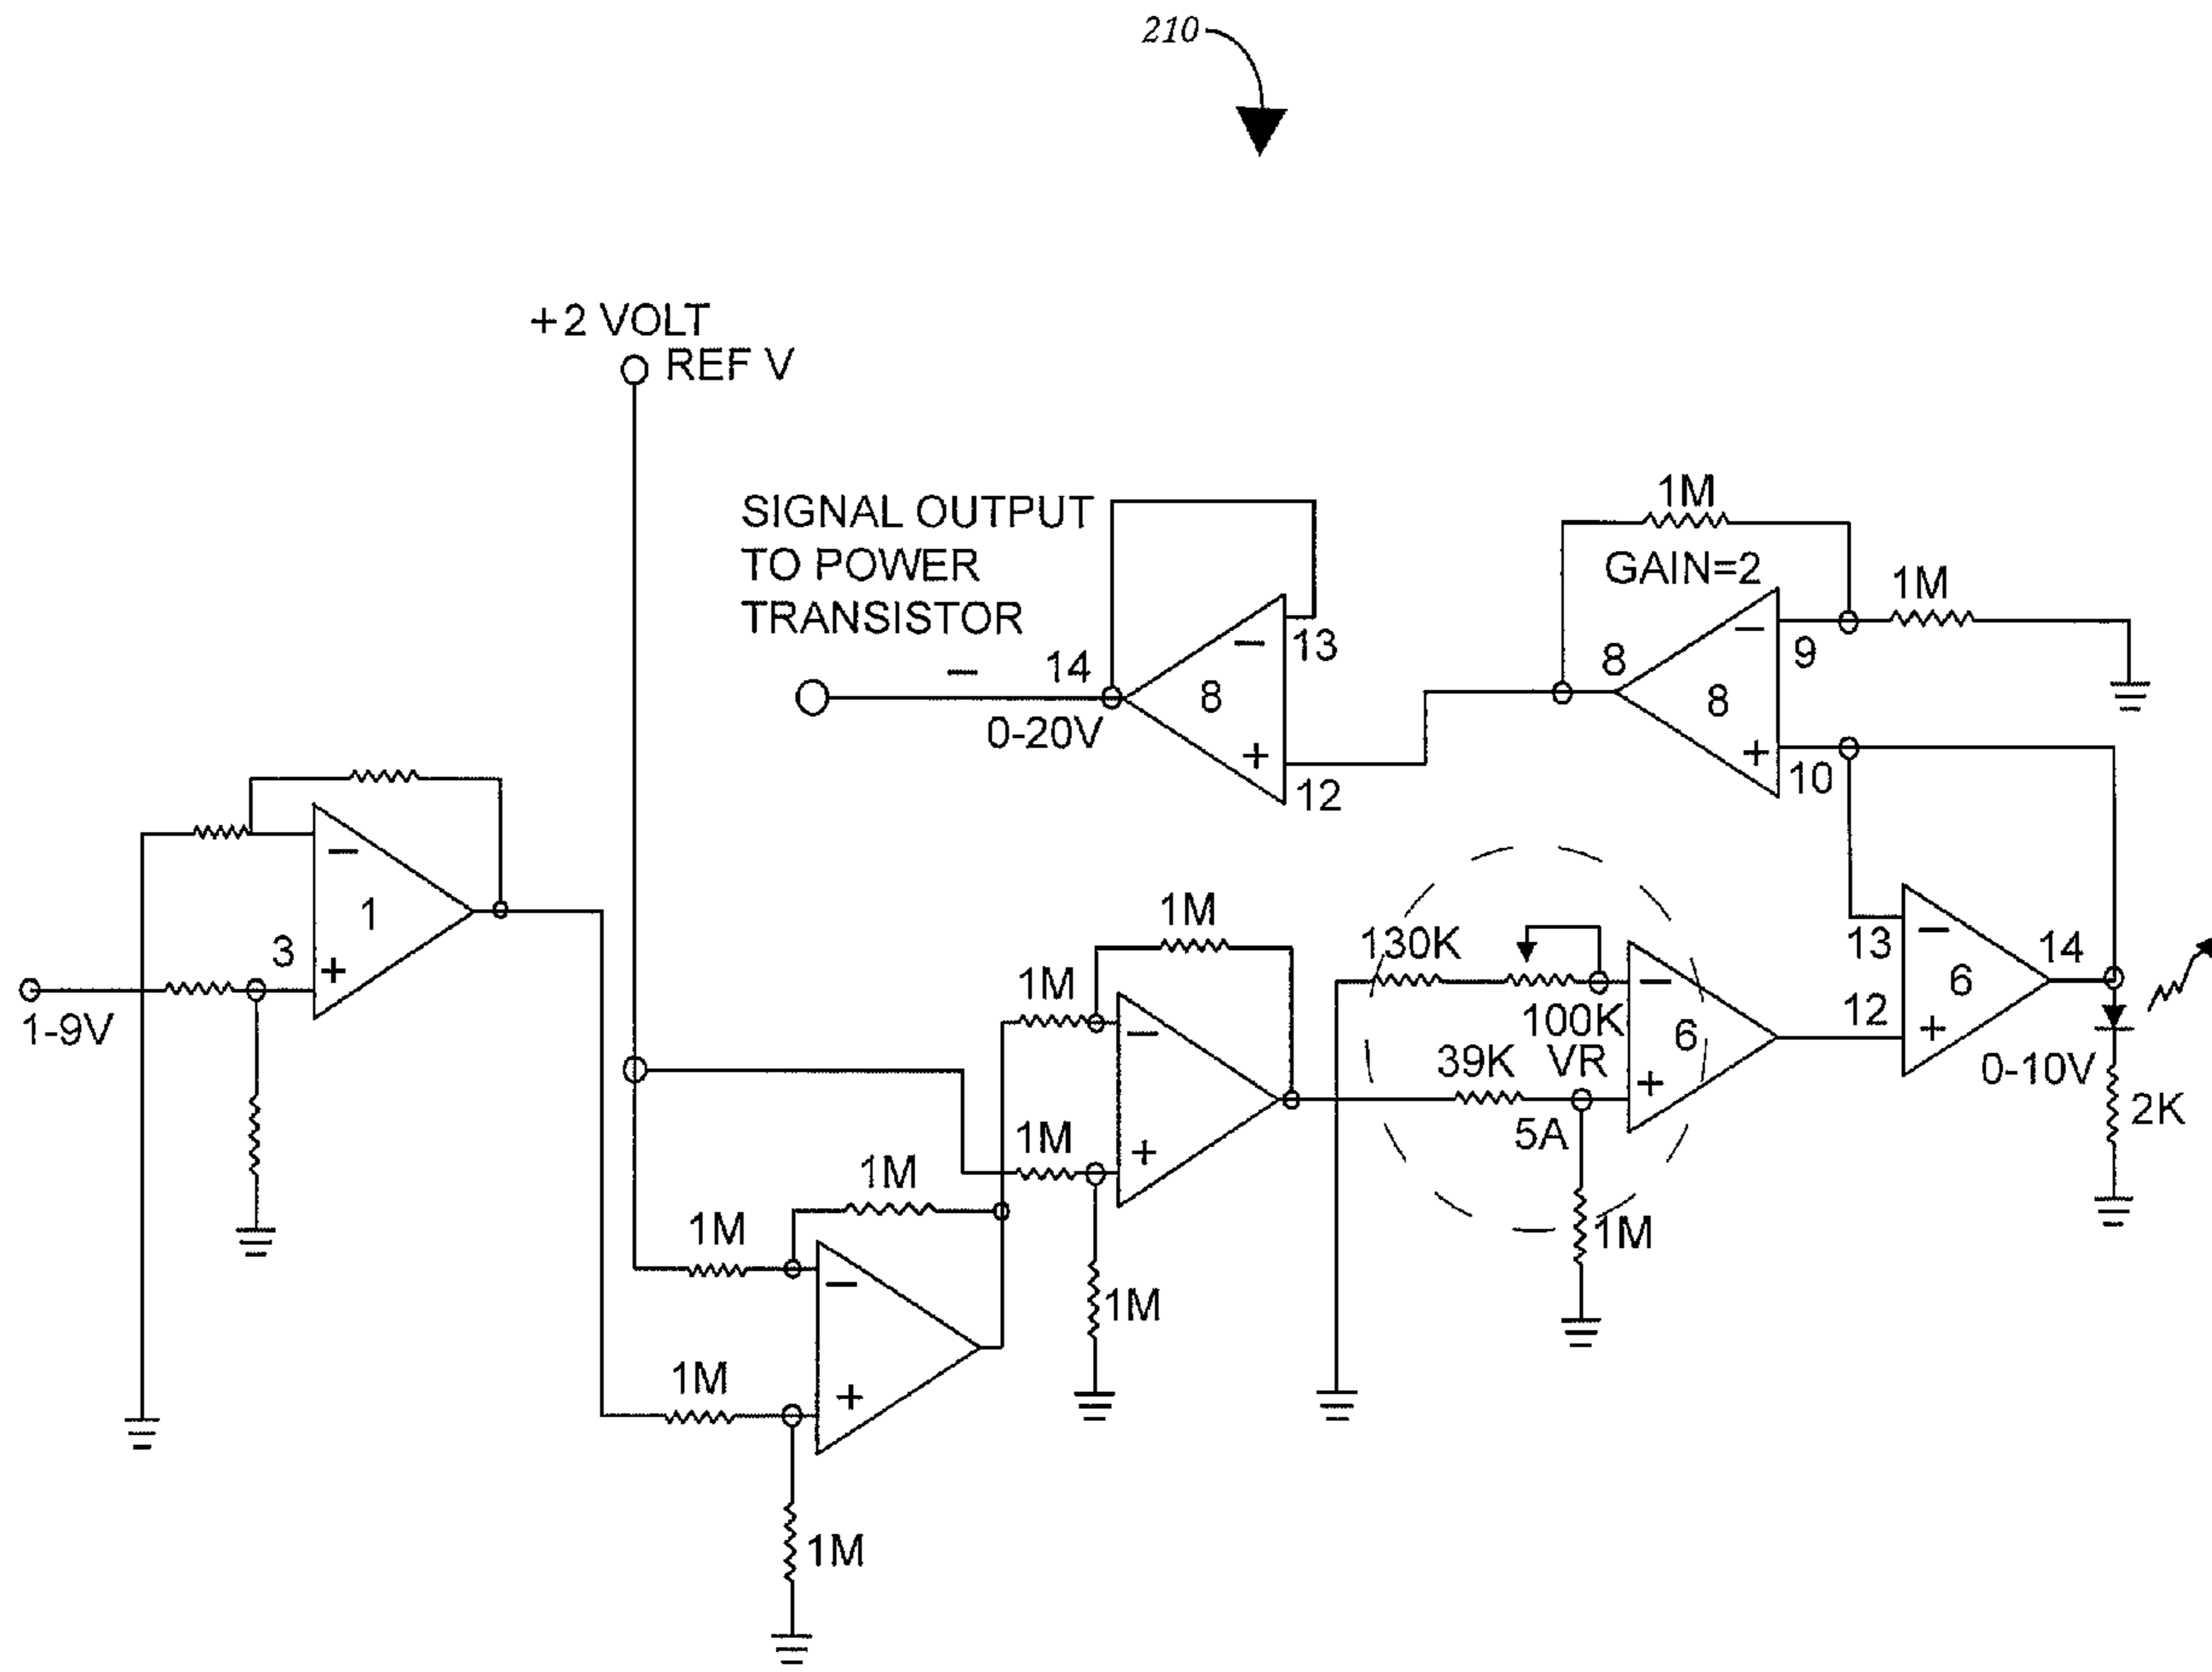 210
+2 VOLT
REF V
SIGNAL OUTPUT
TO POWER
TRANSISTOR
−
14
0-20V
8
−
+
13
12
1M
GAIN=2
1M
8
8
−
+
9
10
1-9V
3
1
−
+
1M
1M
−
+
1M
1M
1M
1M
1M
−
+
1M
1M
130K
100K
VR
39K
5A
1M
6
−
+
13
12
6
−
+
14
0-10V
2K